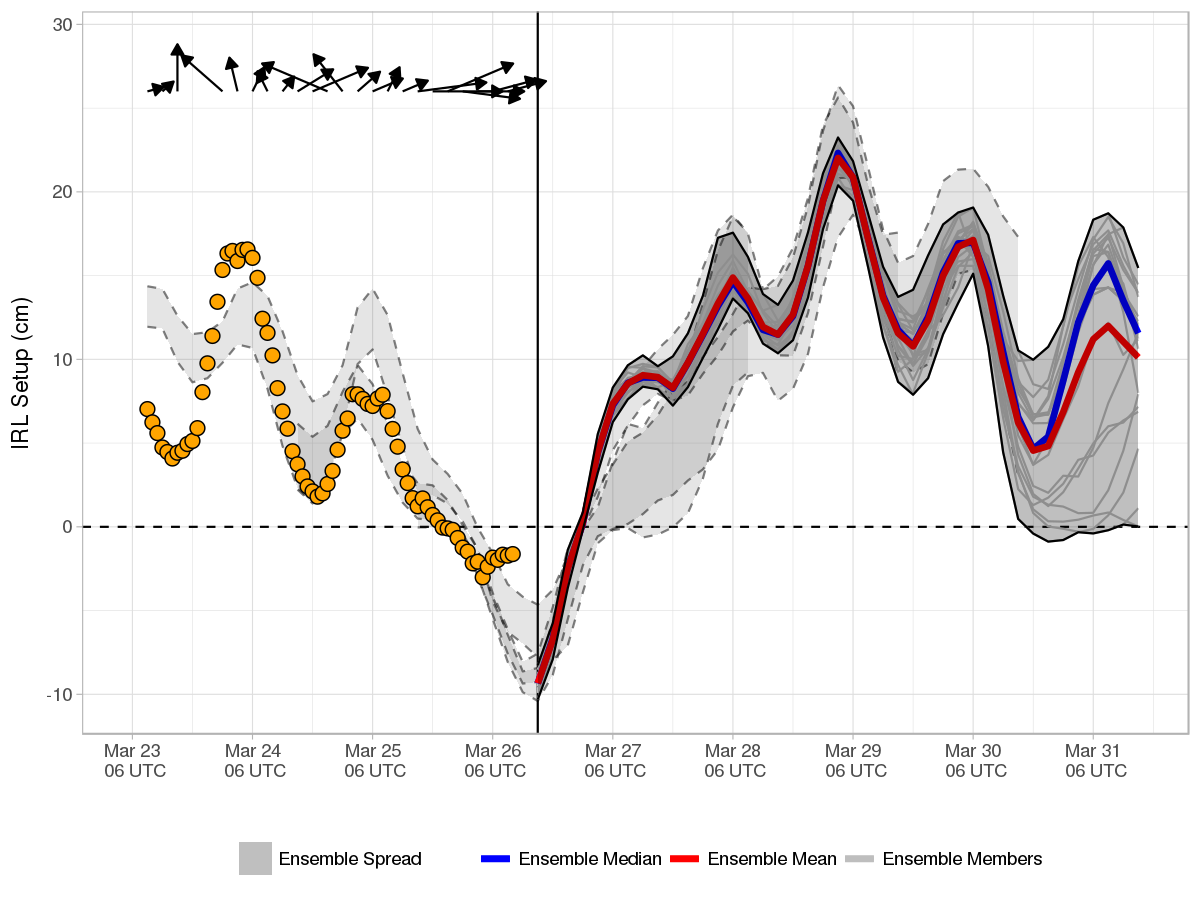 IRL Setup (cm)
30
20
10
0
-10
Mar 23
06 UTC
Mar 24
06 UTC
Mar 25
06 UTC
Mar 26
06 UTC
Mar 27
06 UTC
Mar 28
06 UTC
Mar 29
06 UTC
Mar 30
06 UTC
Mar 31
06 UTC
Ensemble Spread
Ensemble Median
Ensemble Mean
Ensemble Members